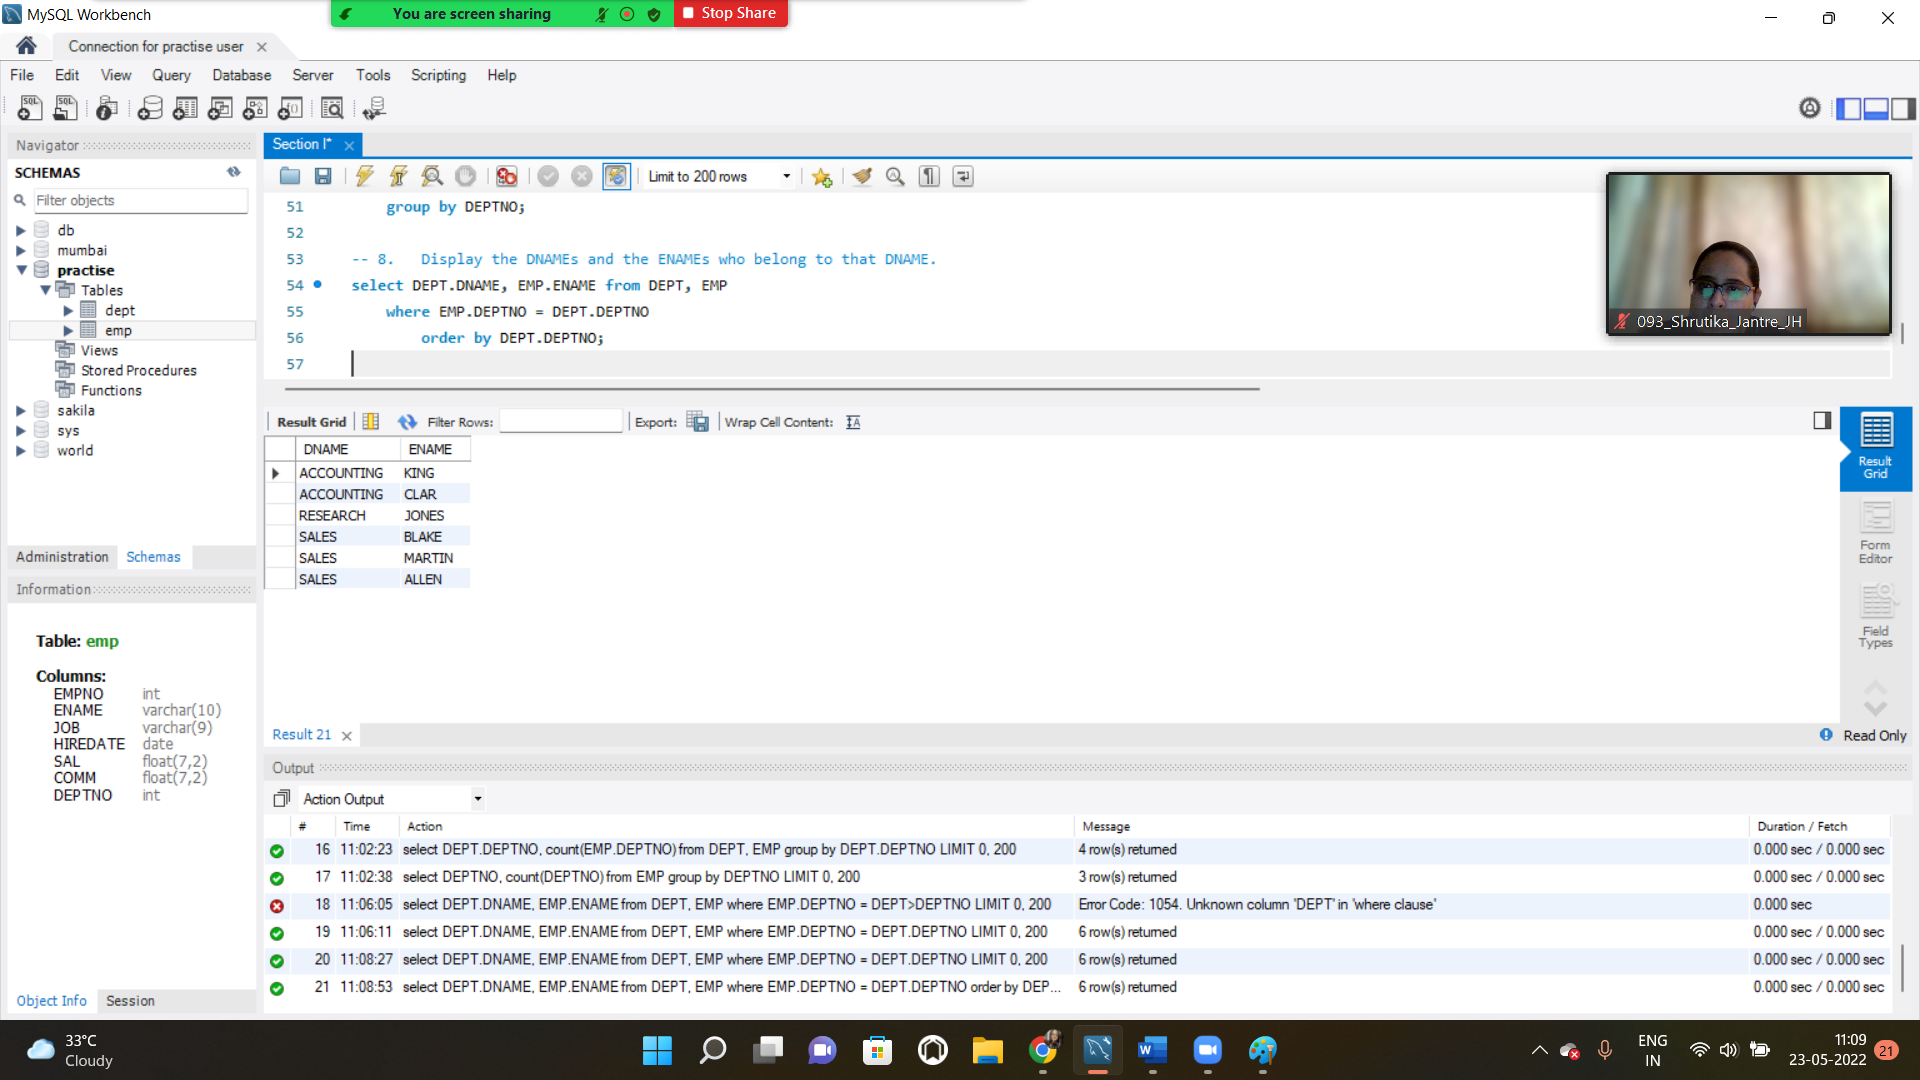 MySQL Workbench
You are screen sharing
Stop Share
Connection for practise user
File Edit View Query Database Server Tools Scripting Help
Navigator
SCHEMAS
Filter objects
db
mumbai
practise
Tables
dept
emp
Views
Stored Procedures
Functions
sakila
sys
world
Administration Schemas
Information
Table: emp
Columns:
EMPNO int
ENAME varchar(10)
JOB varchar(9)
HIREDATE date
SAL float(7,2)
COMM float(7,2)
DEPTNO int
Object Info Session
Section I*
Limit to 200 rows
51 group by DEPTNO;
52
53 -- 8. Display the DNAMEs and the ENAMEs who belong to that DNAME.
54 select DEPT.DNAME, EMP.ENAME from DEPT, EMP
55 where EMP.DEPTNO = DEPT.DEPTNO
56 order by DEPT.DEPTNO;
57
093_Shrutika_Jantre_JH
Result Grid Filter Rows: Export: Wrap Cell Content:
DNAME ENAME
ACCOUNTING KING
ACCOUNTING CLAR
RESEARCH JONES
SALES BLAKE
SALES MARTIN
SALES ALLEN
Result Grid
Form Editor
Field Types
Result 21
Read Only
Output
Action Output
# Time Action Message Duration / Fetch
16 11:02:23 select DEPT.DEPTNO, count(EMP.DEPTNO) from DEPT, EMP group by DEPT.DEPTNO LIMIT 0, 200 4 row(s) returned 0.000 sec / 0.000 sec
17 11:02:38 select DEPTNO, count(DEPTNO) from EMP group by DEPTNO LIMIT 0, 200 3 row(s) returned 0.000 sec / 0.000 sec
18 11:06:05 select DEPT.DNAME, EMP.ENAME from DEPT, EMP where EMP.DEPTNO = DEPT>DEPTNO LIMIT 0, 200 Error Code: 1054. Unknown column 'DEPT' in 'where clause' 0.000 sec
19 11:06:11 select DEPT.DNAME, EMP.ENAME from DEPT, EMP where EMP.DEPTNO = DEPT.DEPTNO LIMIT 0, 200 6 row(s) returned 0.000 sec / 0.000 sec
20 11:08:27 select DEPT.DNAME, EMP.ENAME from DEPT, EMP where EMP.DEPTNO = DEPT.DEPTNO LIMIT 0, 200 6 row(s) returned 0.000 sec / 0.000 sec
21 11:08:53 select DEPT.DNAME, EMP.ENAME from DEPT, EMP where EMP.DEPTNO = DEPT.DEPTNO order by DEP... 6 row(s) returned 0.000 sec / 0.000 sec
33°C
Cloudy
ENG
IN
11:09
23-05-2022
21